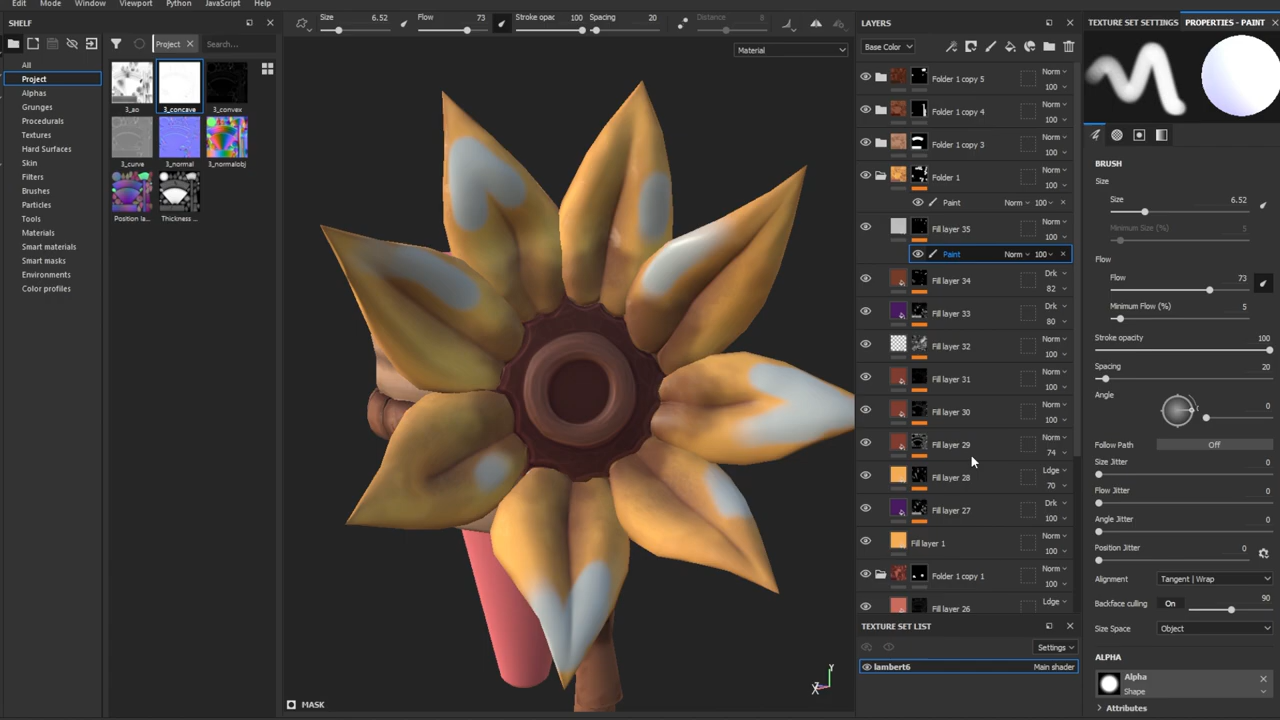 Edit Mode Window Viewport Python JavaScript Help
SHELF
Project
Search...
All
Project
Alphas
Grunges
Procedurals
Textures
Hard Surfaces
Skin
Filters
Brushes
Particles
Tools
Materials
Smart materials
Smart masks
Environments
Color profiles
3_ao 3_concave 3_convex
3_curve 3_normal 3_normalobj
Position la... Thickness ...
Size 6.52 Flow 73 Stroke opac 100 Spacing 20 Distance 8
Material
MASK
Y
Z
X
LAYERS
Base Color
Folder 1 copy 5 Norm 100
Folder 1 copy 4 Norm 100
Folder 1 copy 3 Norm 100
Folder 1 Norm 100
Paint Norm 100
Fill layer 35 Norm 100
Paint Norm 100
Fill layer 34 Drk 82
Fill layer 33 Drk 80
Fill layer 32 Norm 100
Fill layer 31 Norm 100
Fill layer 30 Norm 100
Fill layer 29 Norm 74
Fill layer 28 Ldge 70
Fill layer 27 Drk 100
Fill layer 1 Norm 100
Folder 1 copy 1 Norm 100
Fill layer 26 Ldge
TEXTURE SET LIST
Settings
lambert6 Main shader
TEXTURE SET SETTINGS PROPERTIES - PAINT
BRUSH
Size
Size 6.52
Minimum Size (%) 5
Flow
Flow 73
Minimum Flow (%) 5
Stroke opacity 100
Spacing 20
Angle
0
Follow Path Off
Size Jitter 0
Flow Jitter 0
Angle Jitter 0
Position Jitter 0
Alignment Tangent | Wrap
Backface culling On 90
Size Space Object
ALPHA
Alpha
Shape
Attributes